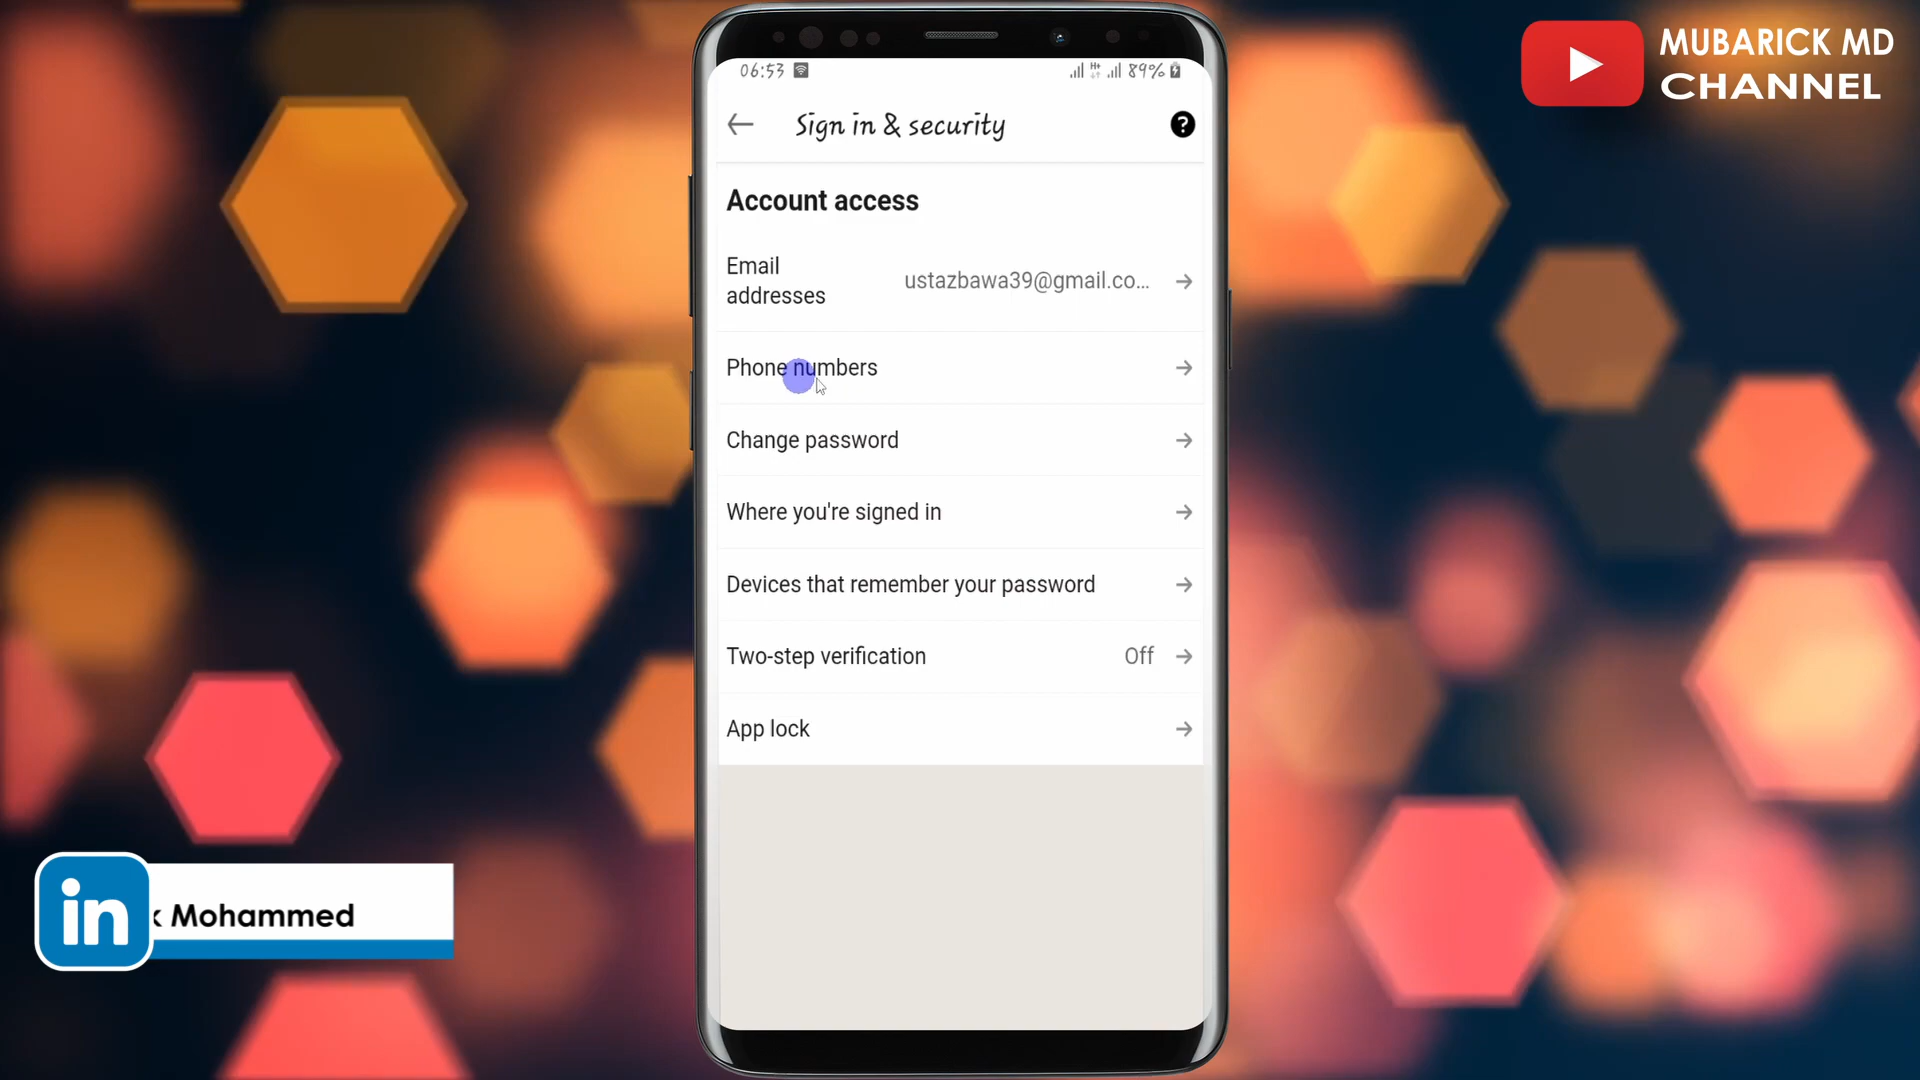 MUBARICK MD
CHANNEL
06:53
H+
89%
Sign in & security
?
Account access
Email
addresses
ustazbawa39@gmail.co...
Phone numbers
Change password
Where you're signed in
Devices that remember your password
Two-step verification
Off
App lock
in
k Mohammed